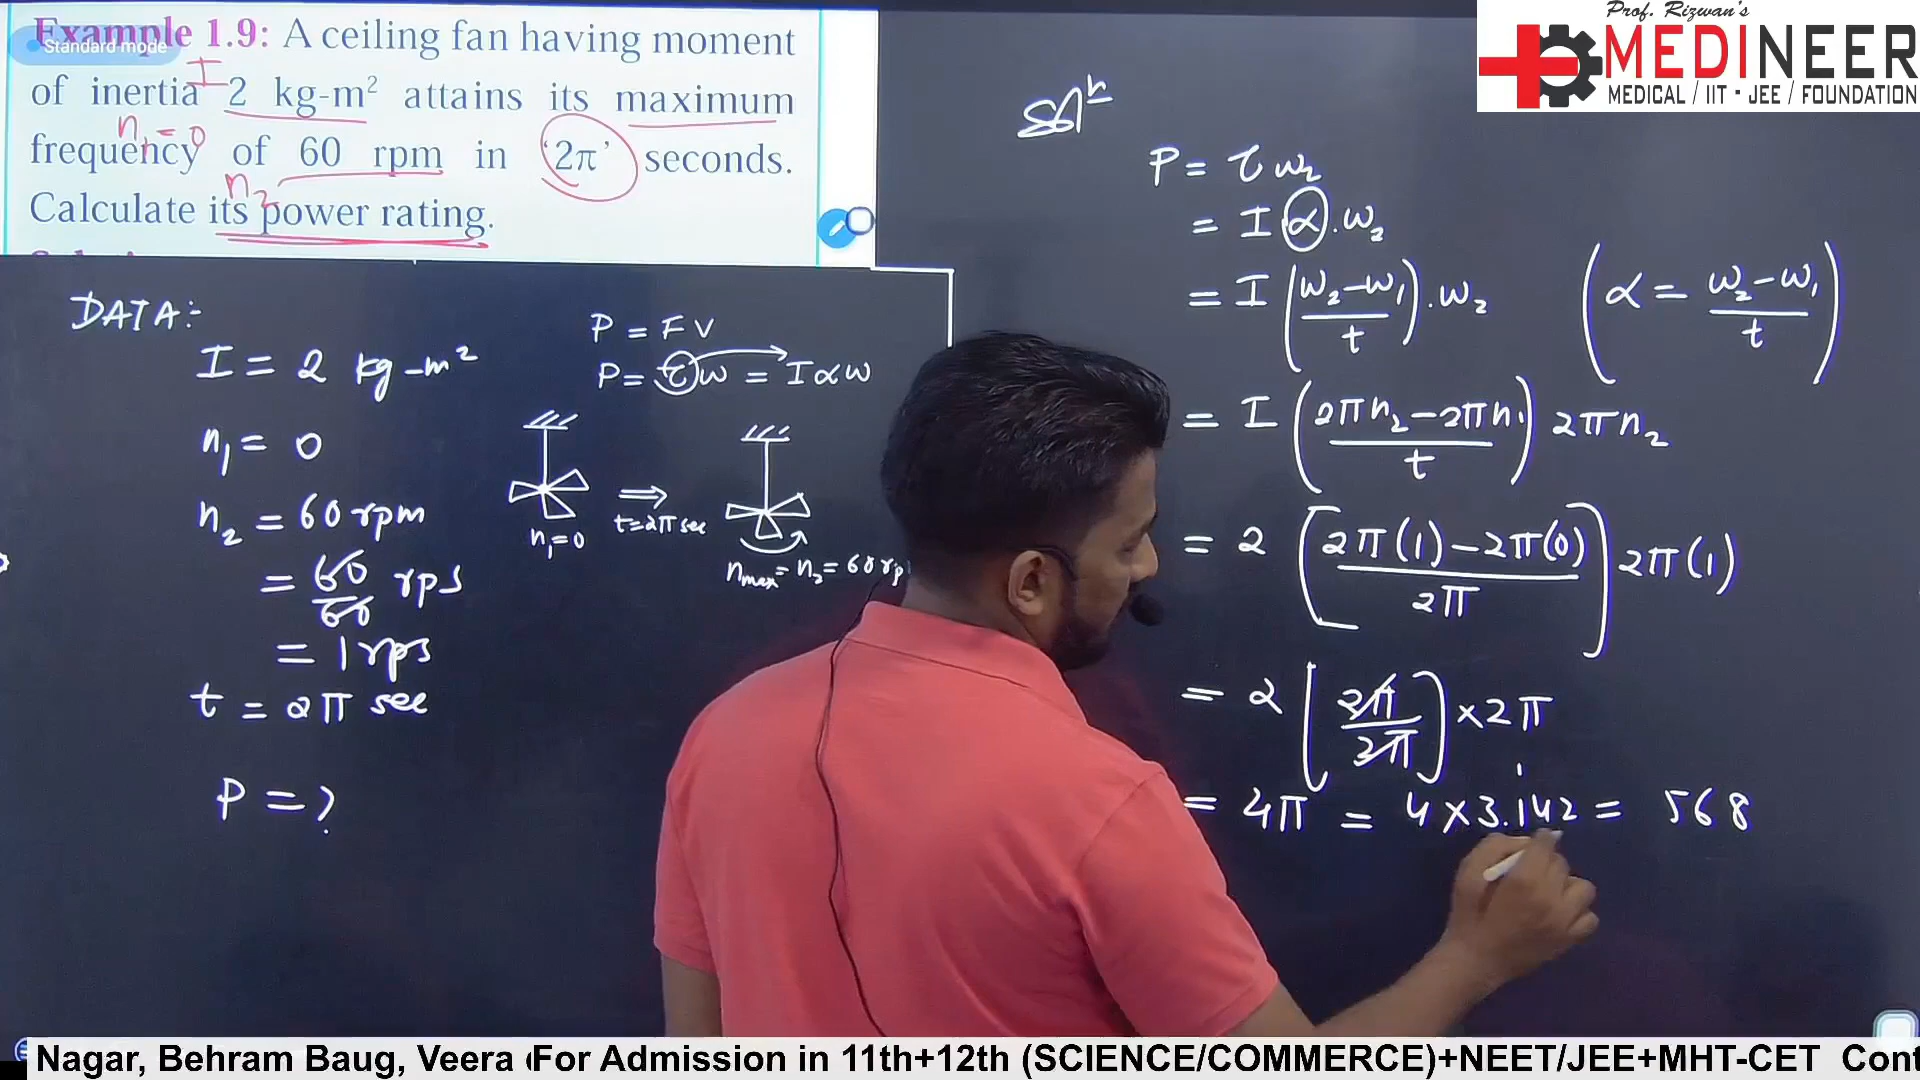 Example 1.9: A ceiling fan having moment
Standard mode
of inertia 2 kg-m² attains its maximum
I
frequency of 60 rpm in ‘2π’ seconds.
n₁ = 0
Calculate its power rating.
n₂
Prof. Rizwan's
MEDINEER
MEDICAL / IIT - JEE / FOUNDATION
DATA:-
I = 2 kg-m²
n₁ = 0
n₂ = 60 rpm
= 60/60 rps
= 1 rps
t = 2π sec
P = ?
P = F V
P = τ ω = I α ω
n₁ = 0
t = 2π sec
nmax = n₂ = 60 rp
Solⁿ
P = τ ω₂
= I α . ω₂
= I ( (ω₂ - ω₁) / t ) . ω₂ ( α = (ω₂ - ω₁) / t )
= I ( (2πn₂ - 2πn₁) / t ) 2πn₂
= 2 [ (2π(1) - 2π(0)) / 2π ] 2π(1)
= 2 [ 2π / 2π ] × 2π
= 4π = 4 × 3.142 = 568
Nagar, Behram Baug, Veera For Admission in 11th+12th (SCIENCE/COMMERCE)+NEET/JEE+MHT-CET Cont